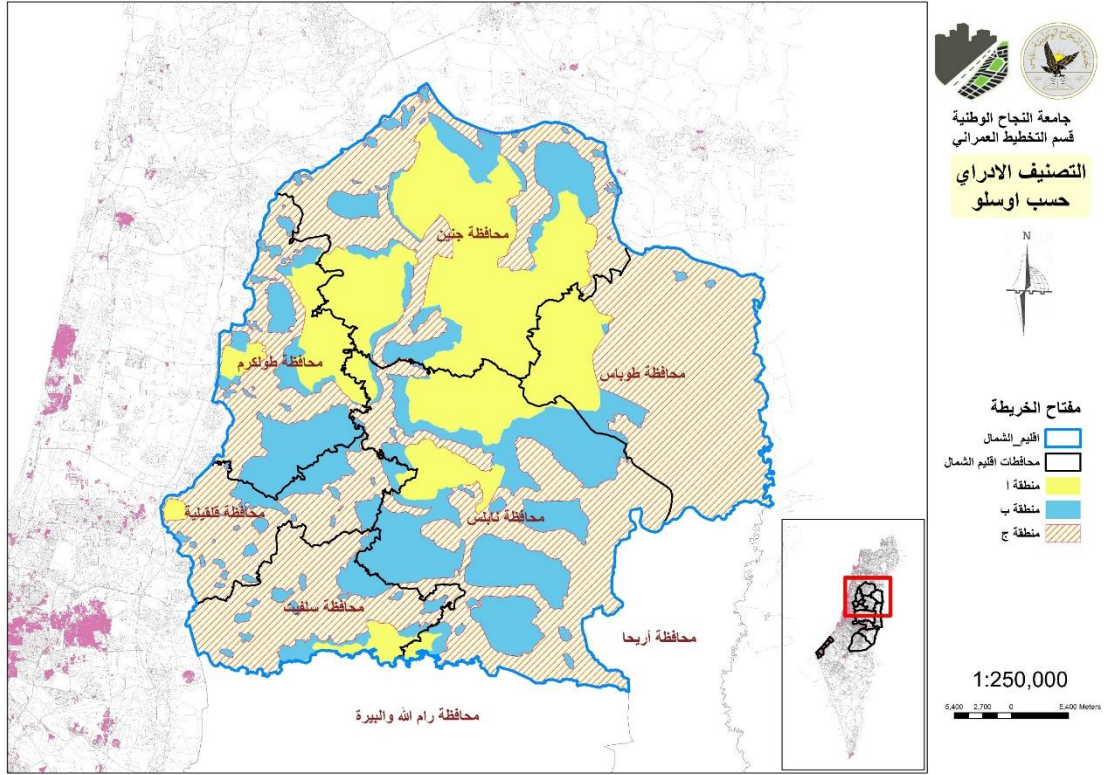 جامعة النجاح الوطنية
قسم التخطيط العمراني
التصنيف الادراي
حسب اوسلو
N
مفتاح الخريطة
اقليم_الشمال
محافطات اقليم الشمال
منطقة أ
منطقة ب
منطقة ج
1:250,000
5,400 2,700 0 5,400 Meters
محافظة جنين
محافظة طولكرم
محافظة طوباس
محافظة قلقيلية
محافظة نابلس
محافظة سلفيت
محافظة أريحا
محافظة رام الله والبيرة